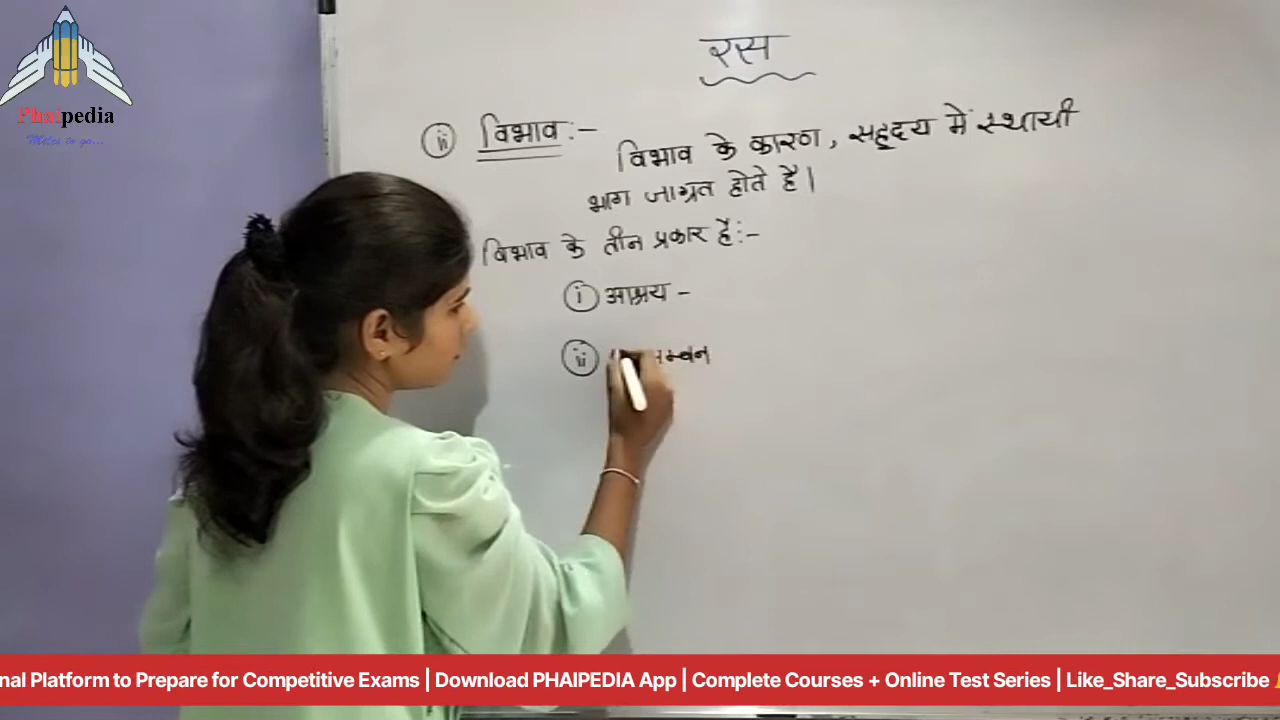 Phaipedia
रस
ii विभाव :-
विभाव के कारण, सहृदय में स्थायी
भाग जाग्रत होते है।
विभाव के तीन प्रकार है:-
i आश्रय -
ii
nal Platform to Prepare for Competitive Exams | Download PHAIPEDIA App | Complete Courses + Online Test Series | Like_Share_Subscribe